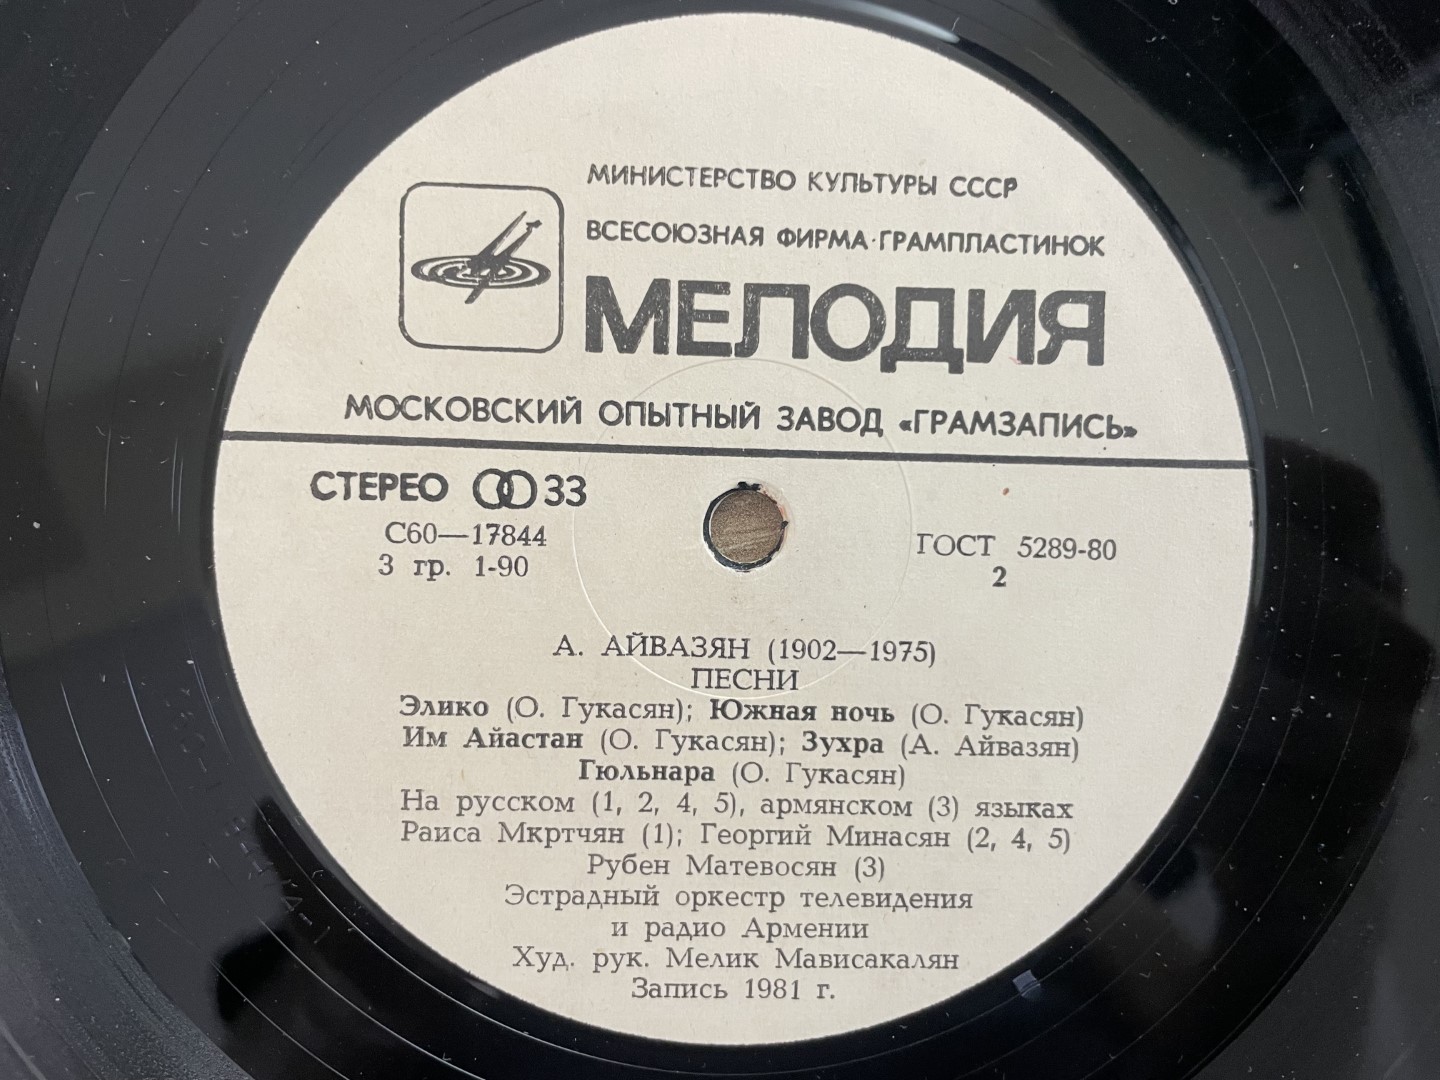 МИНИСТЕРСТВО КУЛЬТУРЫ СССР
ВСЕСОЮЗНАЯ ФИРМА·ГРАМПЛАСТИНОК
МЕЛОДИЯ
МОСКОВСКИЙ ОПЫТНЫЙ ЗАВОД «ГРАМЗАПИСЬ»
СТЕРЕО 33
С60—17844
3 гр. 1-90
ГОСТ 5289-80
2
А. АЙВАЗЯН (1902—1975)
ПЕСНИ
Элико (О. Гукасян); Южная ночь (О. Гукасян)
Им Айастан (О. Гукасян); Зухра (А. Айвазян)
Гюльнара (О. Гукасян)
На русском (1, 2, 4, 5), армянском (3) языках
Раиса Мкртчян (1); Георгий Минасян (2, 4, 5)
Рубен Матевосян (3)
Эстрадный оркестр телевидения
и радио Армении
Худ. рук. Мелик Мависакалян
Запись 1981 г.